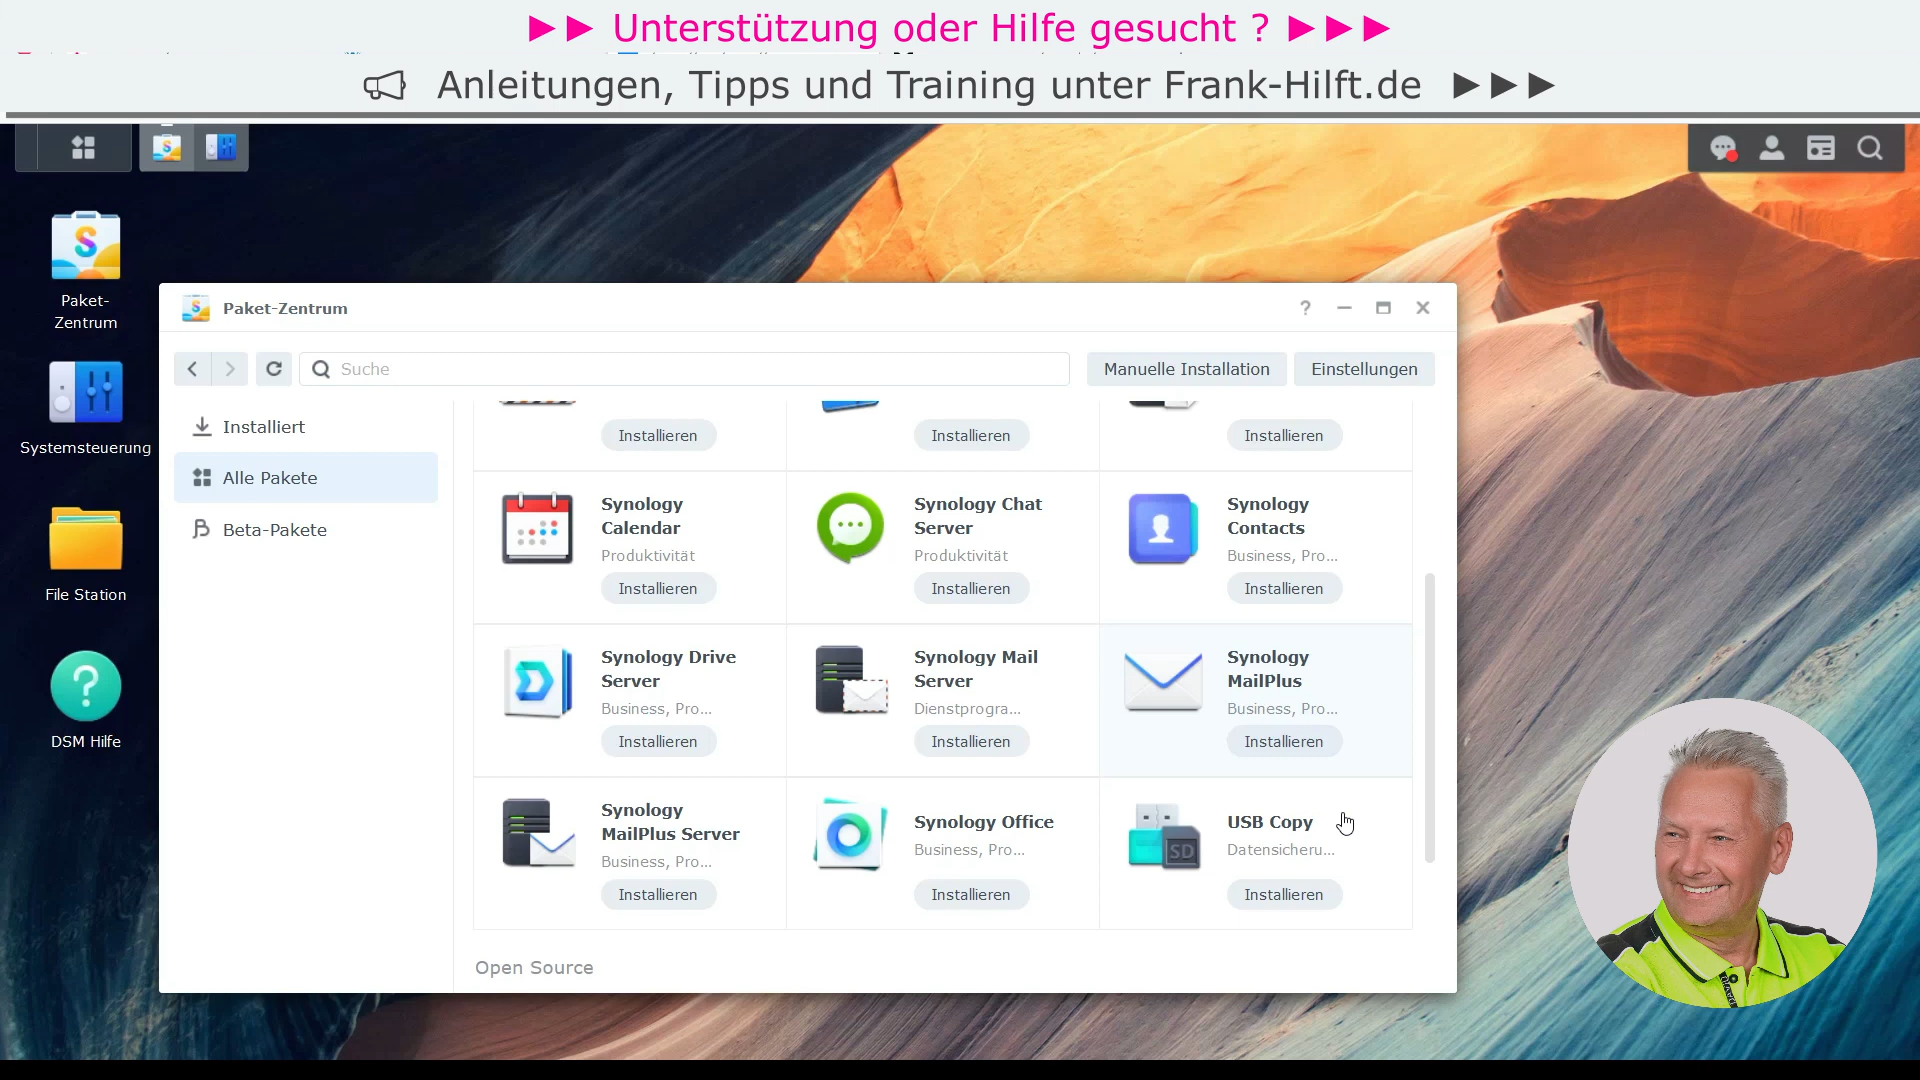 ▶▶ Unterstützung oder Hilfe gesucht ? ▶▶▶
Anleitungen, Tipps und Training unter Frank-Hilft.de ▶▶▶
Paket-
Zentrum
Systemsteuerung
File Station
DSM Hilfe
Paket-Zentrum
Suche
Manuelle Installation
Einstellungen
Installiert
Alle Pakete
Beta-Pakete
Installieren
Installieren
Installieren
Synology
Calendar
Produktivität
Installieren
Synology Chat
Server
Produktivität
Installieren
Synology
Contacts
Business, Pro...
Installieren
Synology Drive
Server
Business, Pro...
Installieren
Synology Mail
Server
Dienstprogra...
Installieren
Synology
MailPlus
Business, Pro...
Installieren
Synology
MailPlus Server
Business, Pro...
Installieren
Synology Office
Business, Pro...
Installieren
SD
USB Copy
Datensicheru...
Installieren
Open Source